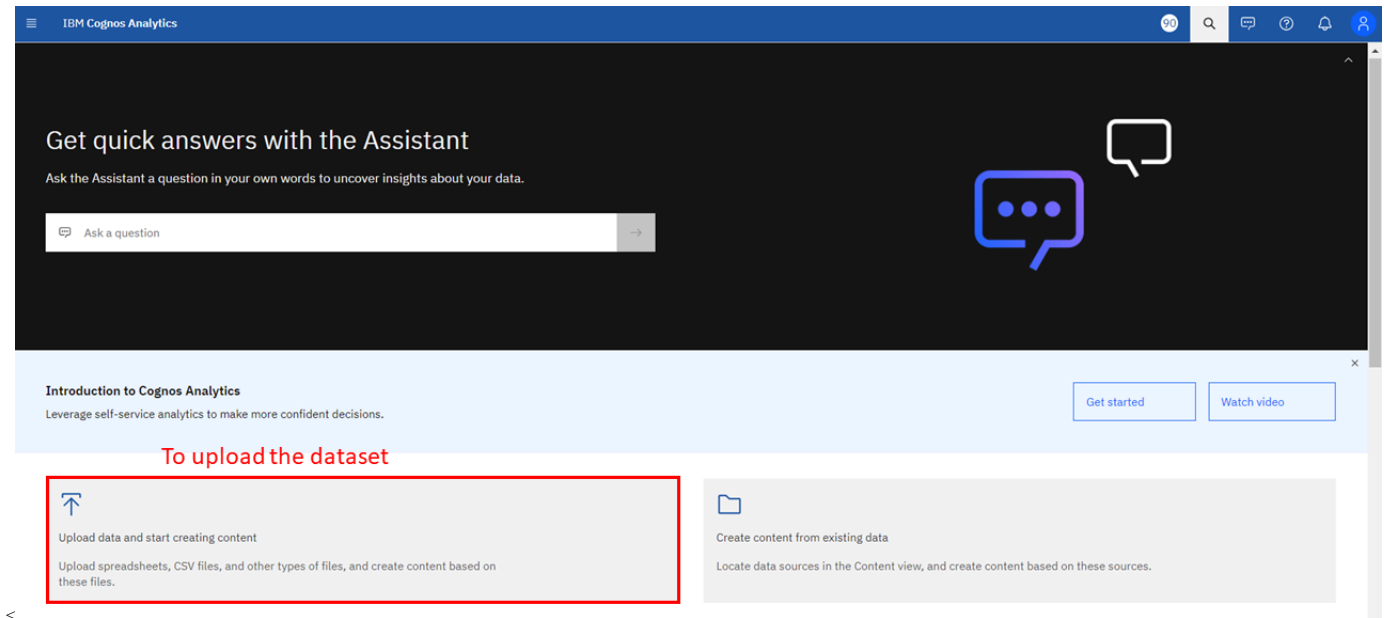 IBM Cognos Analytics
90
Get quick answers with the Assistant
Ask the Assistant a question in your own words to uncover insights about your data.
Ask a question
Introduction to Cognos Analytics
Leverage self-service analytics to make more confident decisions.
Get started
Watch video
To upload the dataset
Upload data and start creating content
Upload spreadsheets, CSV files, and other types of files, and create content based on
these files.
Create content from existing data
Locate data sources in the Content view, and create content based on these sources.
<